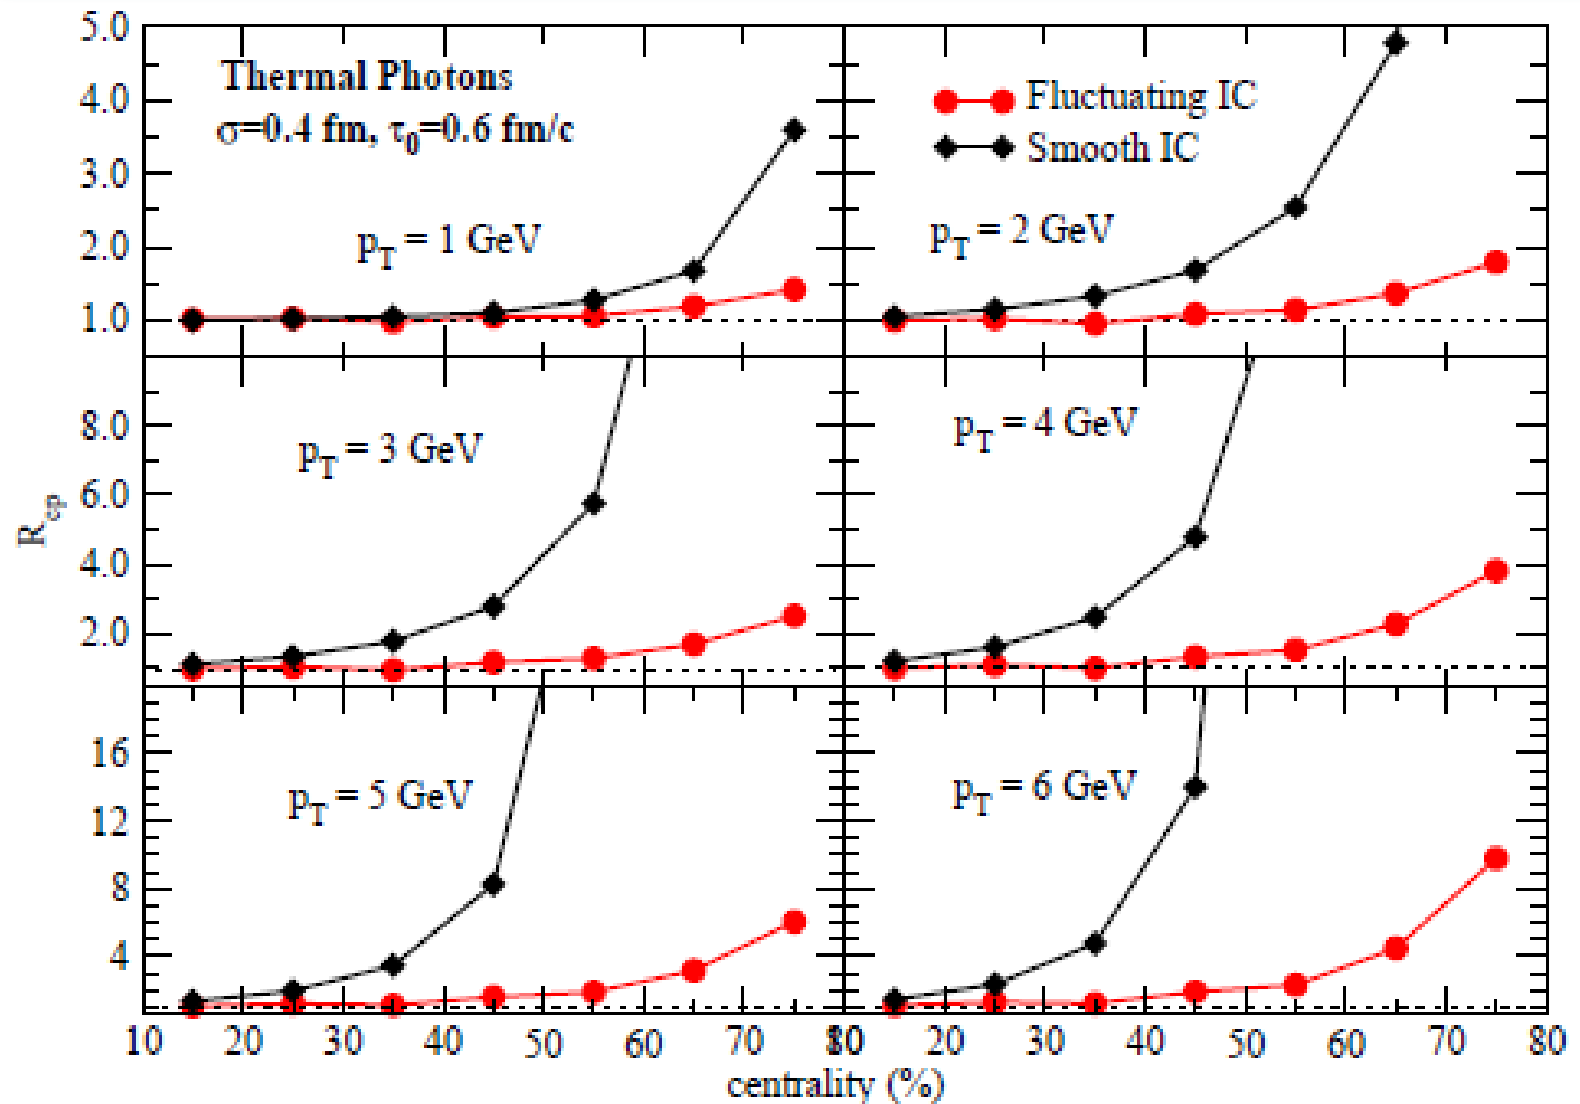 5.0
4.0
3.0
2.0
1.0
Thermal Photons
σ=0.4 fm, τ0=0.6 fm/c
pT = 1 GeV
Fluctuating IC
Smooth IC
pT = 2 GeV
8.0
6.0
4.0
2.0
pT = 3 GeV
pT = 4 GeV
Rcp
16
12
8
4
pT = 5 GeV
pT = 6 GeV
10 20 30 40 50 60 70 80
10 20 30 40 50 60 70 80
centrality (%)